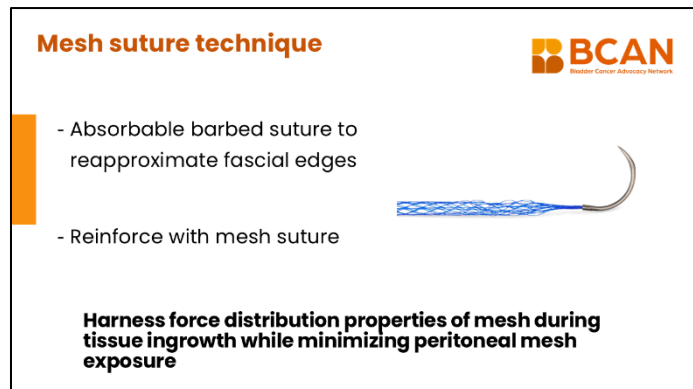 Mesh suture technique
BCAN
Bladder Cancer Advocacy Network
- Absorbable barbed suture to
reapproximate fascial edges
- Reinforce with mesh suture
Harness force distribution properties of mesh during
tissue ingrowth while minimizing peritoneal mesh
exposure